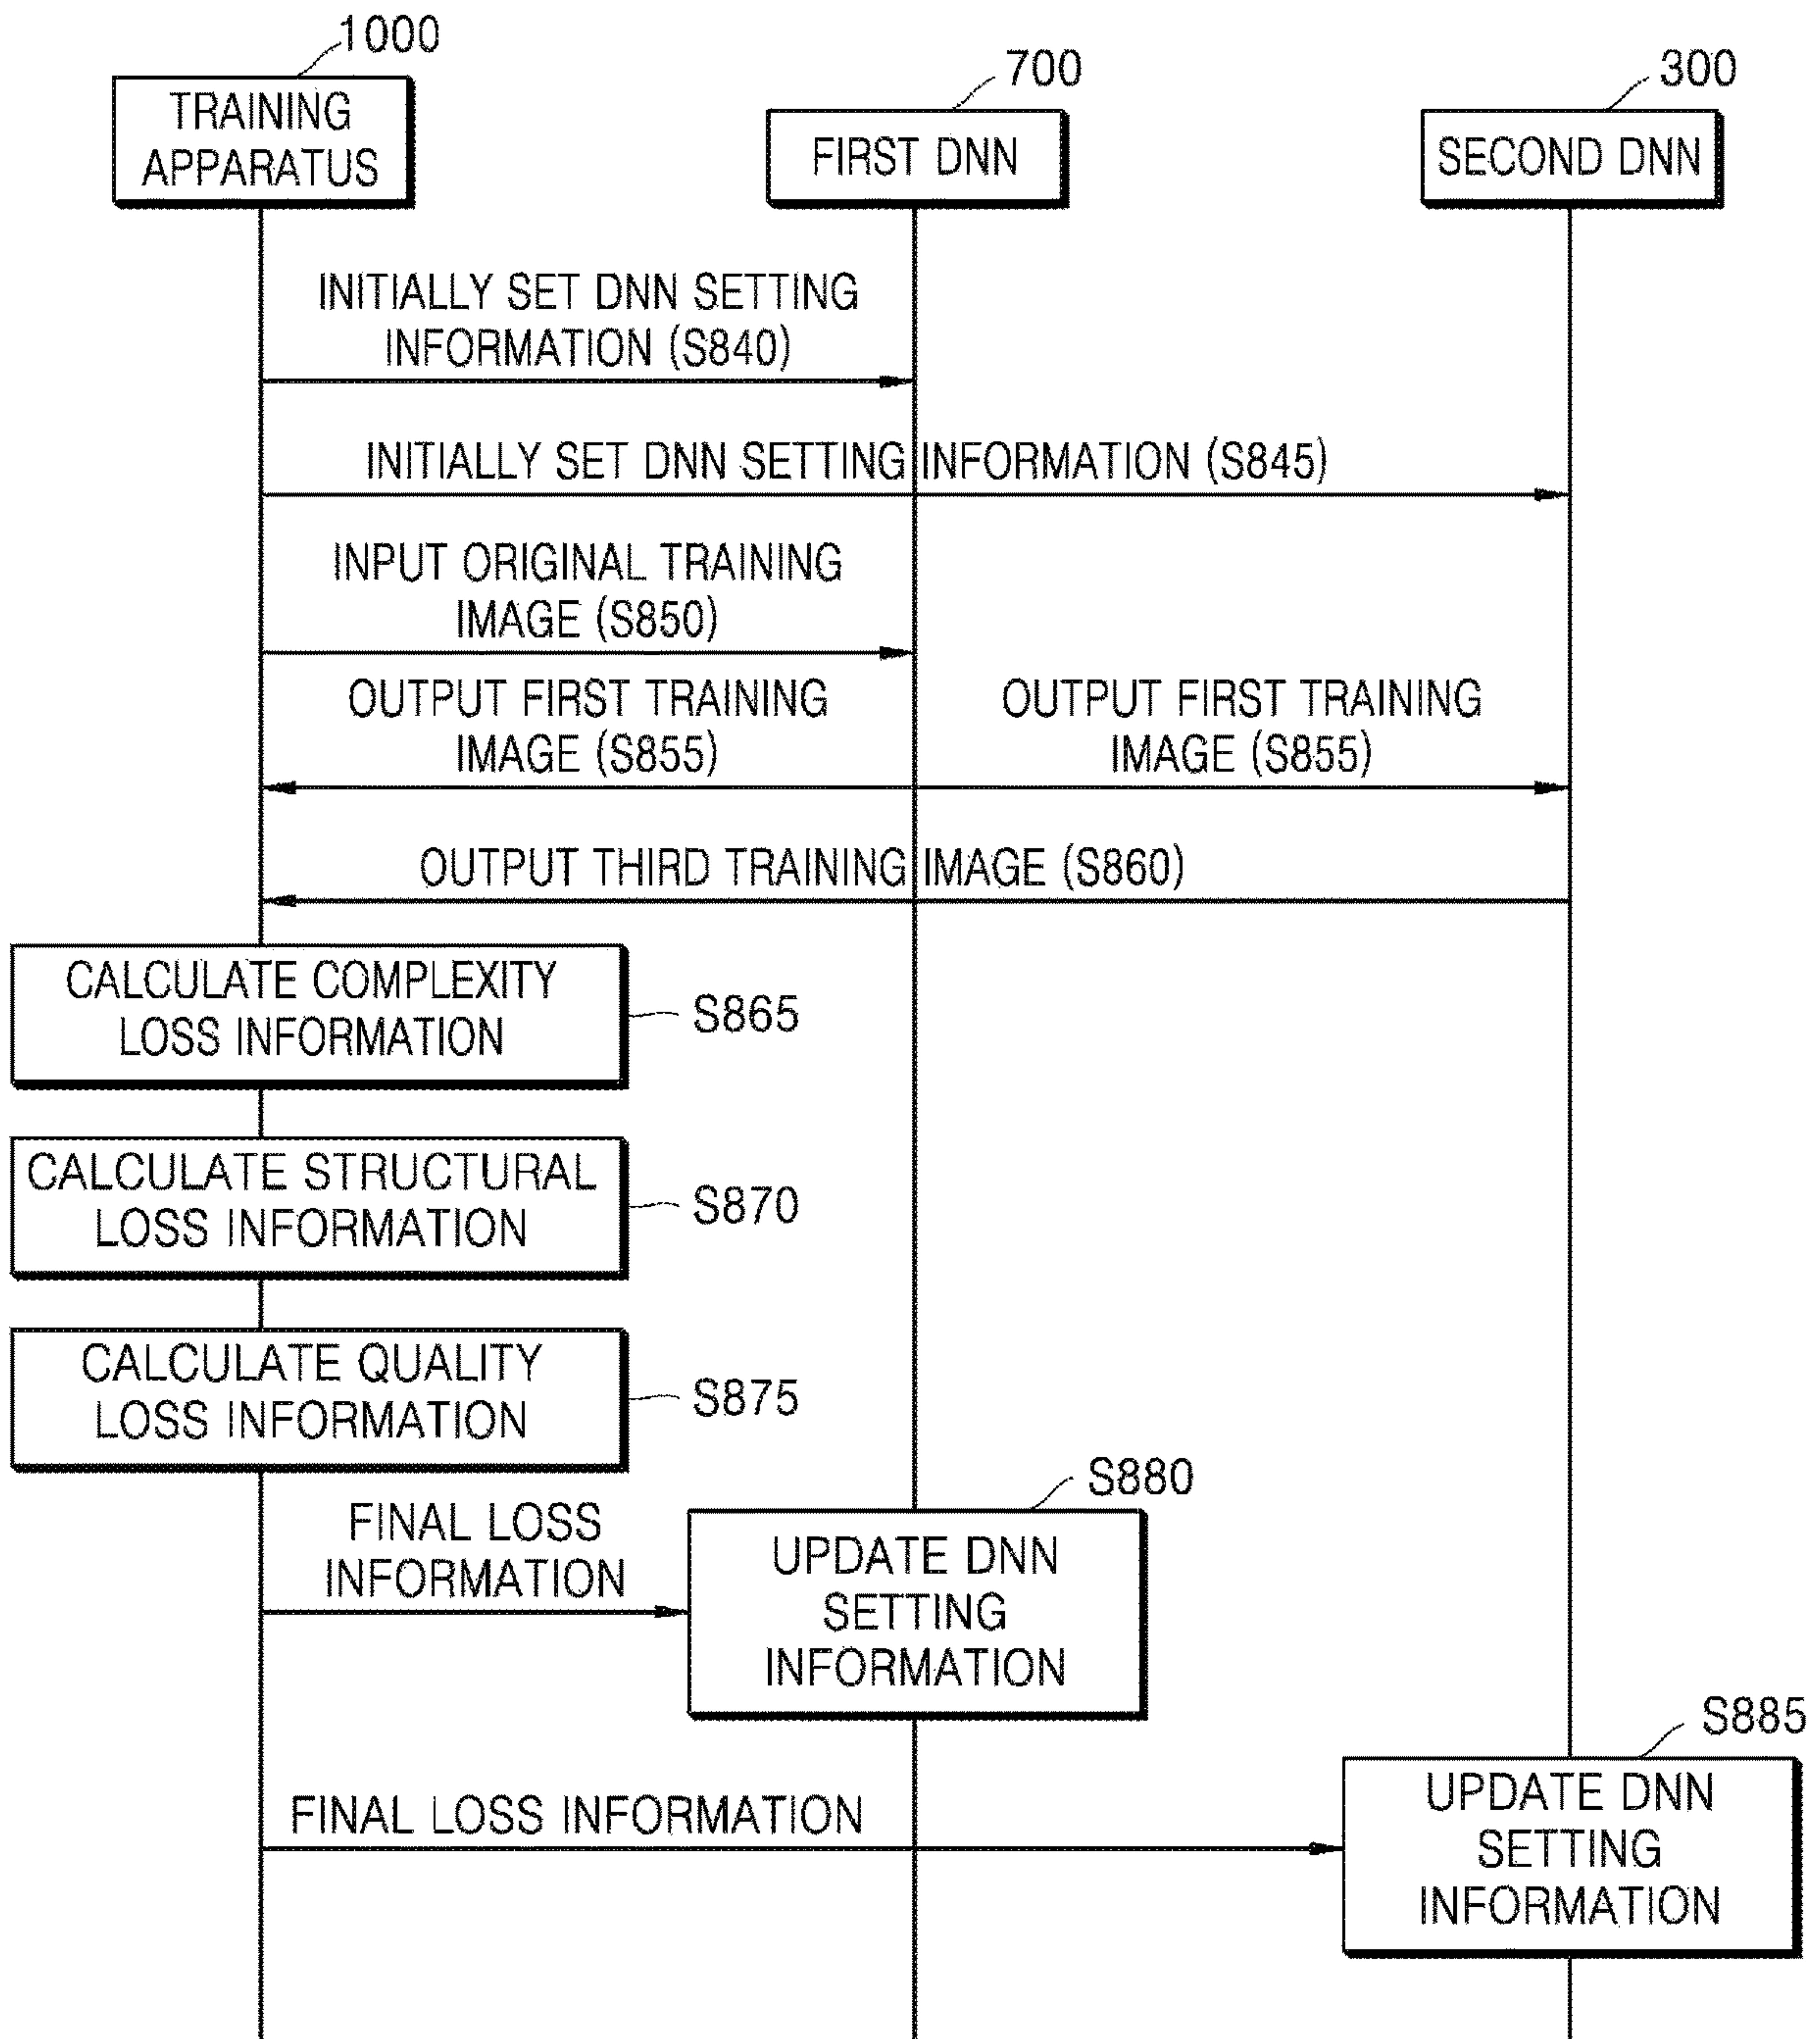 1000
700
300
TRAINING
APPARATUS
FIRST DNN
SECOND DNN
INITIALLY SET DNN SETTING
INFORMATION (S840)
INITIALLY SET DNN SETTING INFORMATION (S845)
INPUT ORIGINAL TRAINING
IMAGE (S850)
OUTPUT FIRST TRAINING
IMAGE (S855)
OUTPUT FIRST TRAINING
IMAGE (S855)
OUTPUT THIRD TRAINING IMAGE (S860)
CALCULATE COMPLEXITY
LOSS INFORMATION
S865
CALCULATE STRUCTURAL
LOSS INFORMATION
S870
CALCULATE QUALITY
LOSS INFORMATION
S875
FINAL LOSS
INFORMATION
S880
UPDATE DNN
SETTING
INFORMATION
FINAL LOSS INFORMATION
S885
UPDATE DNN
SETTING
INFORMATION